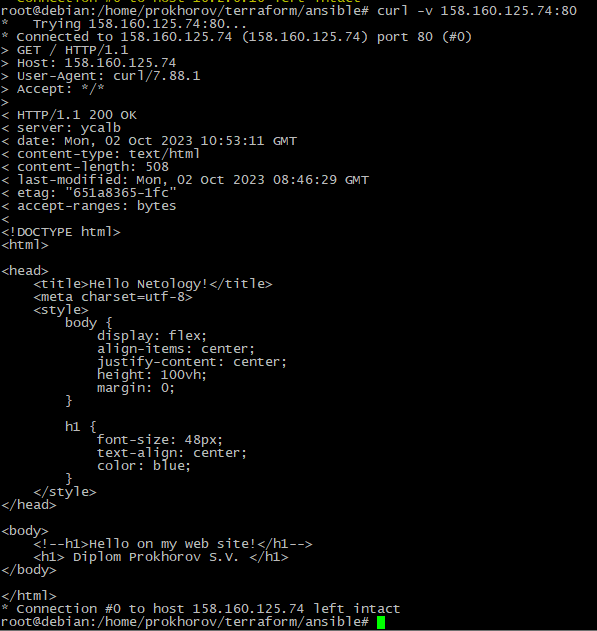 root@debian:/home/prokhorov/terraform/ansible# curl -v 158.160.125.74:80
*   Trying 158.160.125.74:80...
* Connected to 158.160.125.74 (158.160.125.74) port 80 (#0)
> GET / HTTP/1.1
> Host: 158.160.125.74
> User-Agent: curl/7.88.1
> Accept: */*
>
< HTTP/1.1 200 OK
< server: ycalb
< date: Mon, 02 Oct 2023 10:53:11 GMT
< content-type: text/html
< content-length: 508
< last-modified: Mon, 02 Oct 2023 08:46:29 GMT
< etag: "651a8365-1fc"
< accept-ranges: bytes
<
<!DOCTYPE html>
<html>

<head>
    <title>Hello Netology!</title>
    <meta charset=utf-8>
    <style>
        body {
            display: flex;
            align-items: center;
            justify-content: center;
            height: 100vh;
            margin: 0;
        }

        h1 {
            font-size: 48px;
            text-align: center;
            color: blue;
        }
    </style>
</head>

<body>
    <!--h1>Hello on my web site!</h1-->
    <h1> Diplom Prokhorov S.V. </h1>
</body>

</html>
* Connection #0 to host 158.160.125.74 left intact
root@debian:/home/prokhorov/terraform/ansible#